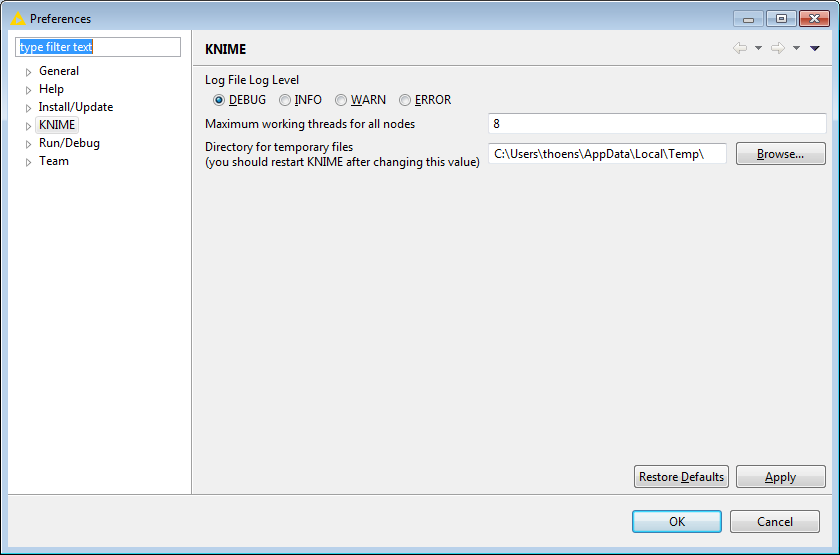 Preferences
type filter text
General
Help
Install/Update
KNIME
Run/Debug
Team
KNIME
Log File Log Level
DEBUG INFO WARN ERROR
Maximum working threads for all nodes 8
Directory for temporary files
(you should restart KNIME after changing this value) C:\Users\thoens\AppData\Local\Temp\ Browse...
Restore Defaults Apply
OK Cancel